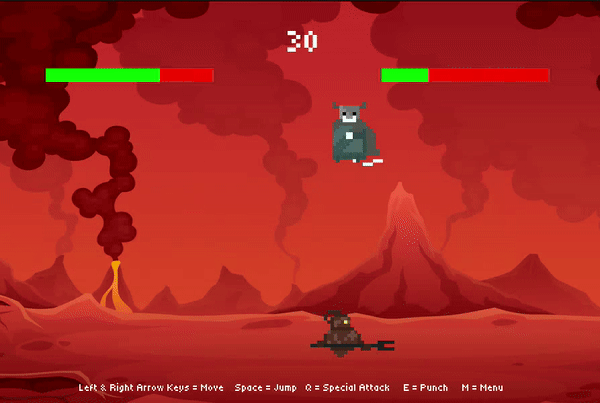 30
Left & Right Arrow Keys = Move   Space = Jump   Q = Special Attack   E = Punch   M = Menu